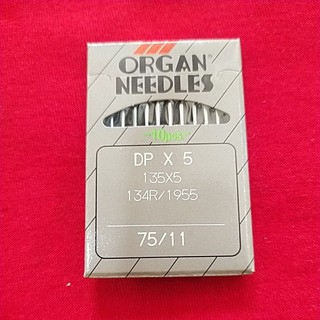 ORGAN®
NEEDLES
10pcs.
DP X 5
135X5
134R/1955
75/11